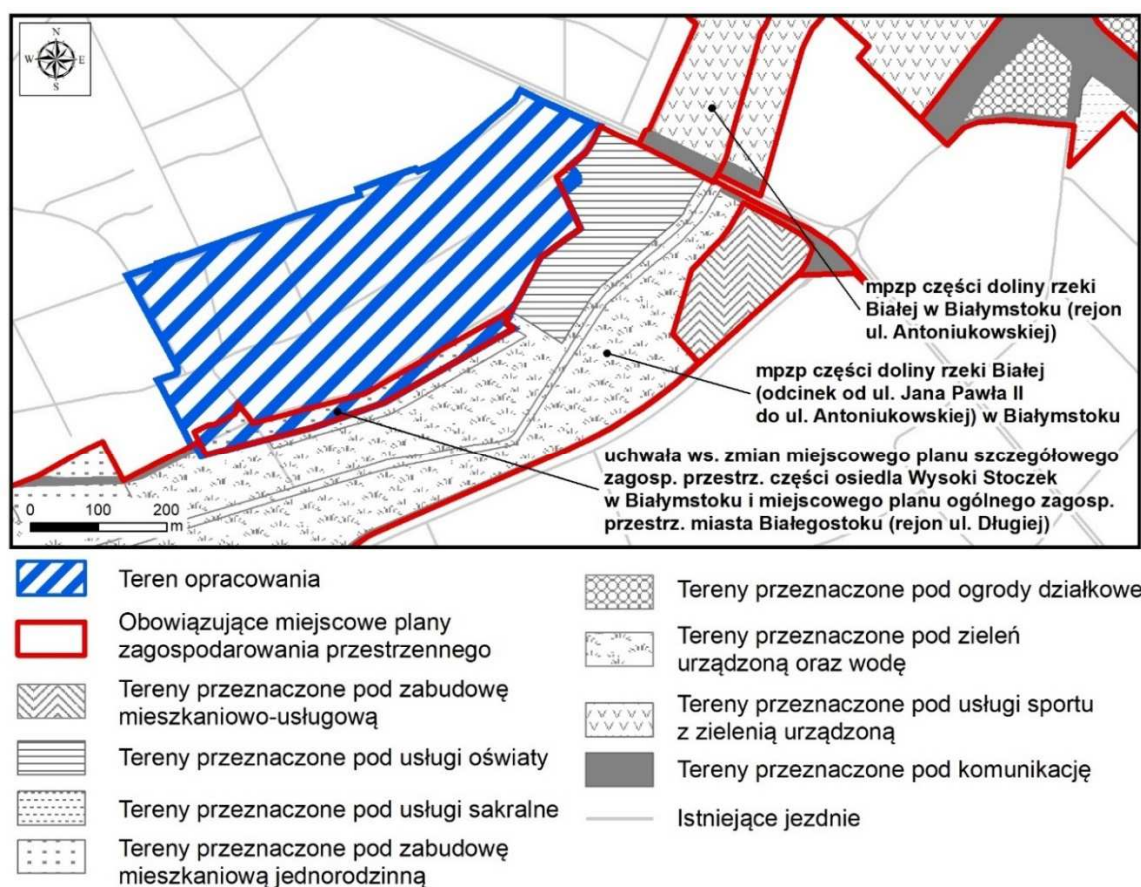 N
W E
S
mpzp części doliny rzeki
Białej w Białymstoku (rejon
ul. Antoniukowskiej)
mpzp części doliny rzeki Białej
(odcinek od ul. Jana Pawła II
do ul. Antoniukowskiej) w Białymstoku
uchwała ws. zmian miejscowego planu szczegółowego
zagosp. przestrz. części osiedla Wysoki Stoczek
w Białymstoku i miejscowego planu ogólnego zagosp.
przestrz. miasta Białegostoku (rejon ul. Długiej)
0 100 200
m
Teren opracowania
Obowiązujące miejscowe plany
zagospodarowania przestrzennego
Tereny przeznaczone pod zabudowę
mieszkaniowo-usługową
Tereny przeznaczone pod usługi oświaty
Tereny przeznaczone pod usługi sakralne
Tereny przeznaczone pod zabudowę
mieszkaniową jednorodzinną
Tereny przeznaczone pod ogrody działkowe
Tereny przeznaczone pod zieleń
urządzoną oraz wodę
Tereny przeznaczone pod usługi sportu
z zielenią urządzoną
Tereny przeznaczone pod komunikację
Istniejące jezdnie